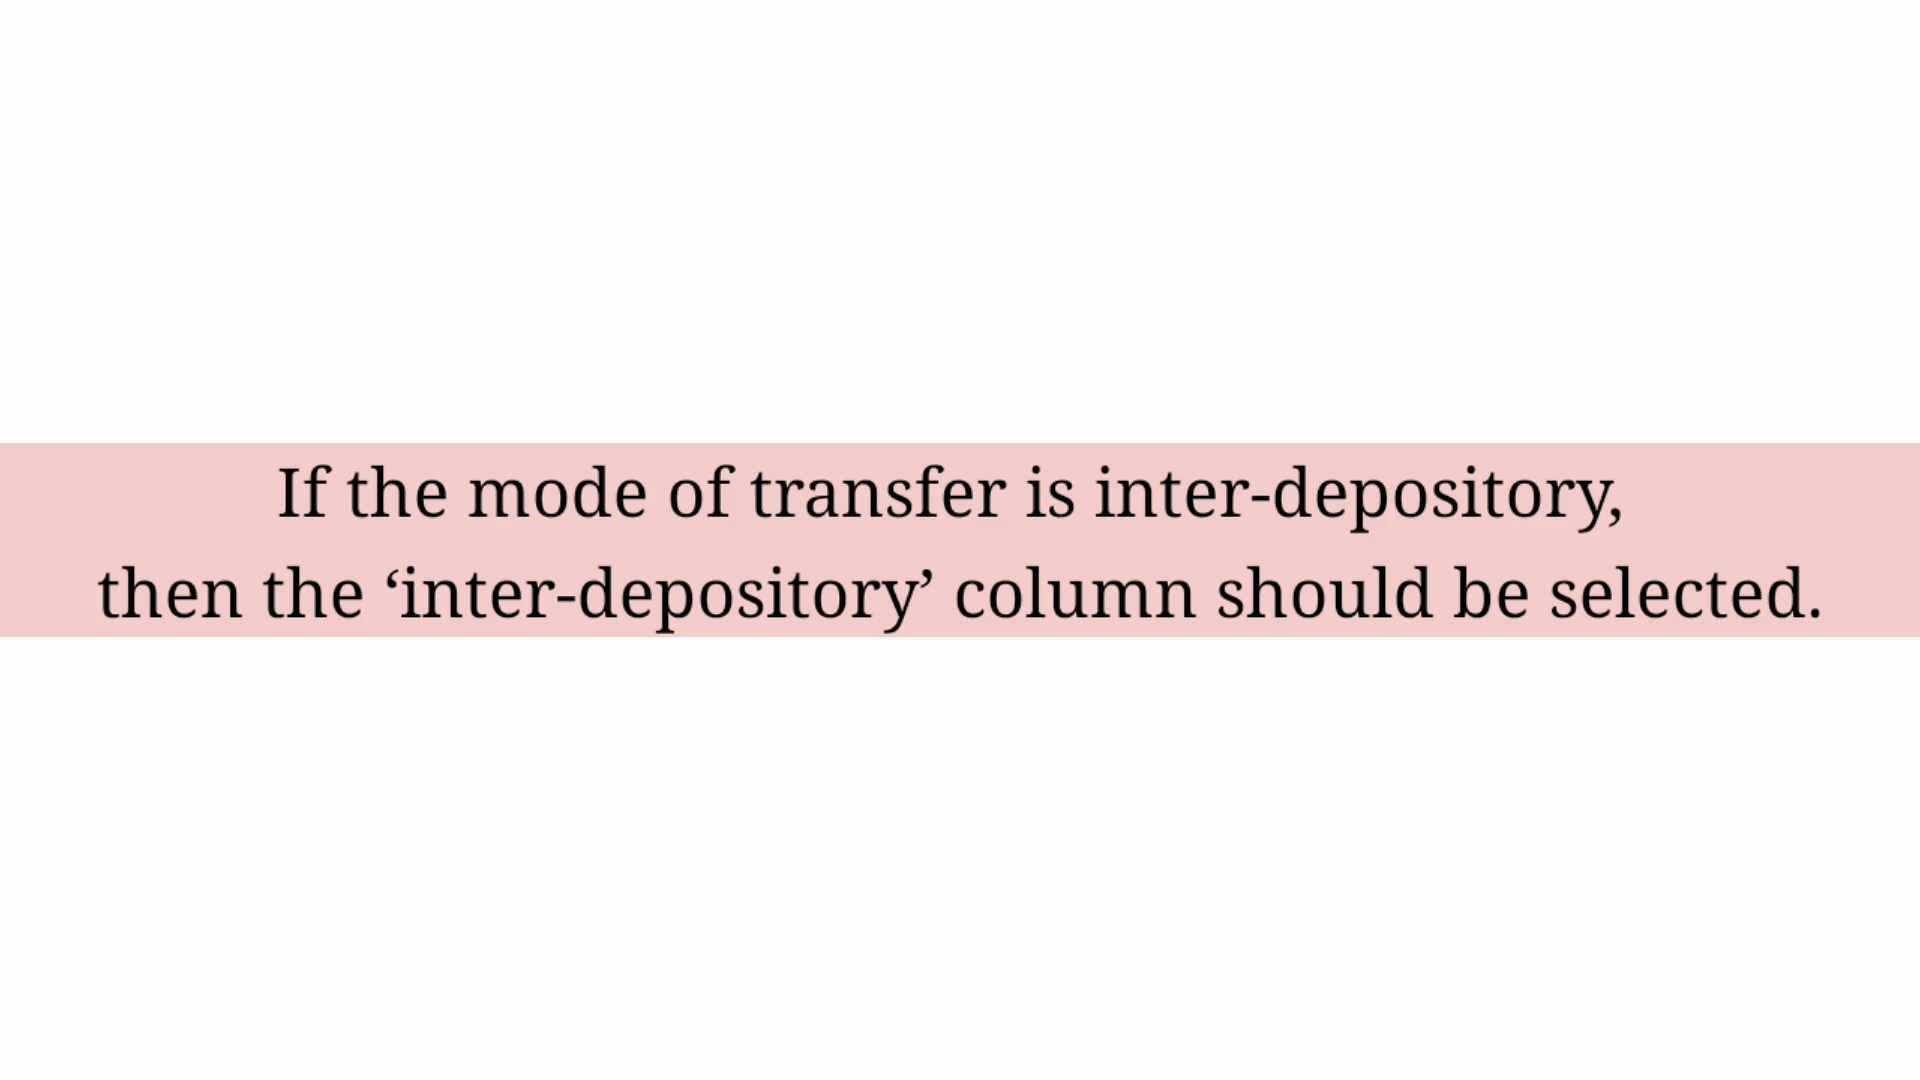 If the mode of transfer is inter-depository,
then the ‘inter-depository’ column should be selected.